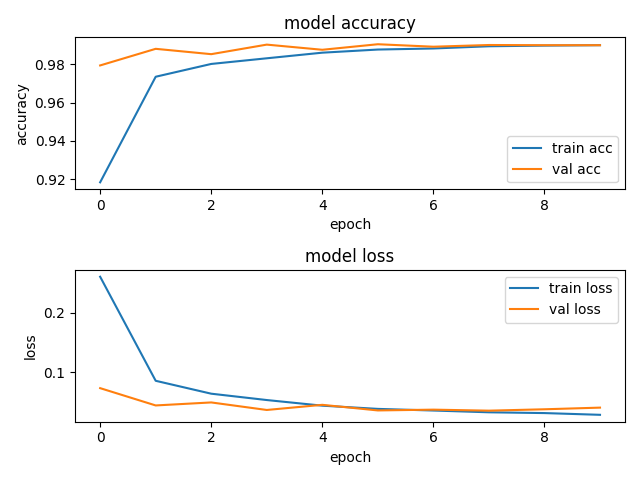 model accuracy
0.98
0.96
0.94
0.92
accuracy
train acc
val acc
0 2 4 6 8
epoch
model loss
0.2
0.1
loss
train loss
val loss
0 2 4 6 8
epoch